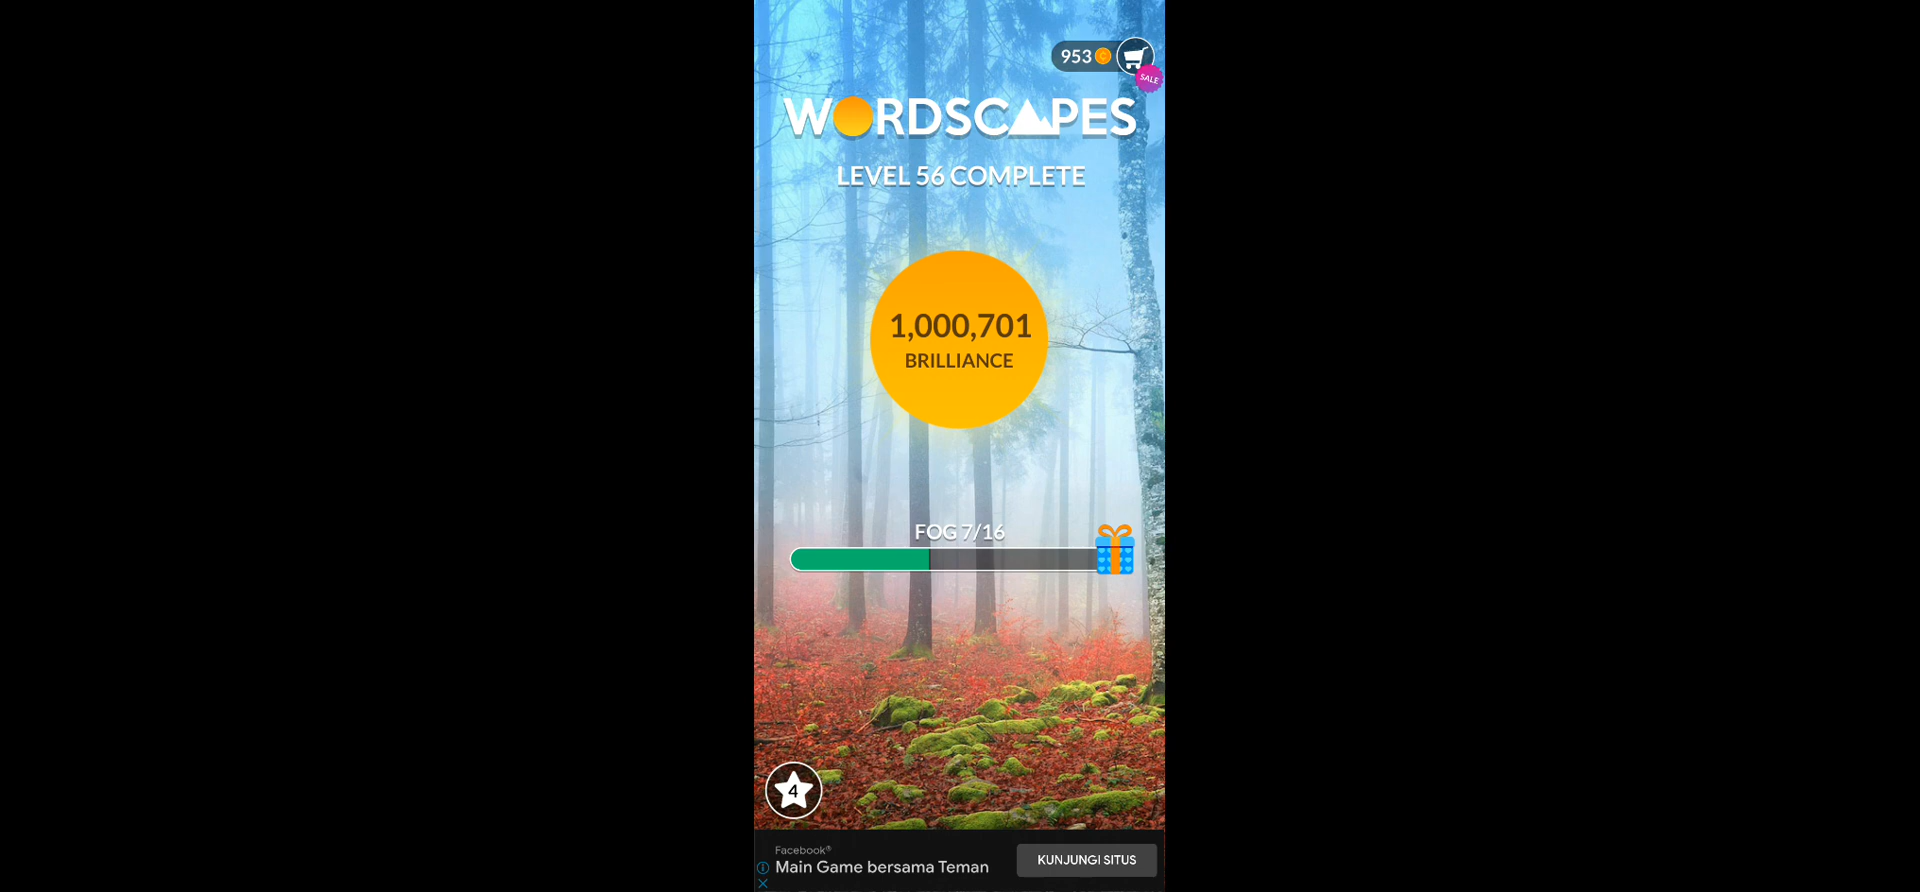 953
SALE
WORDSCAPES
LEVEL 56 COMPLETE
1,000,701
BRILLIANCE
FOG 7/16
4
Facebook®
Main Game bersama Teman
KUNJUNGI SITUS